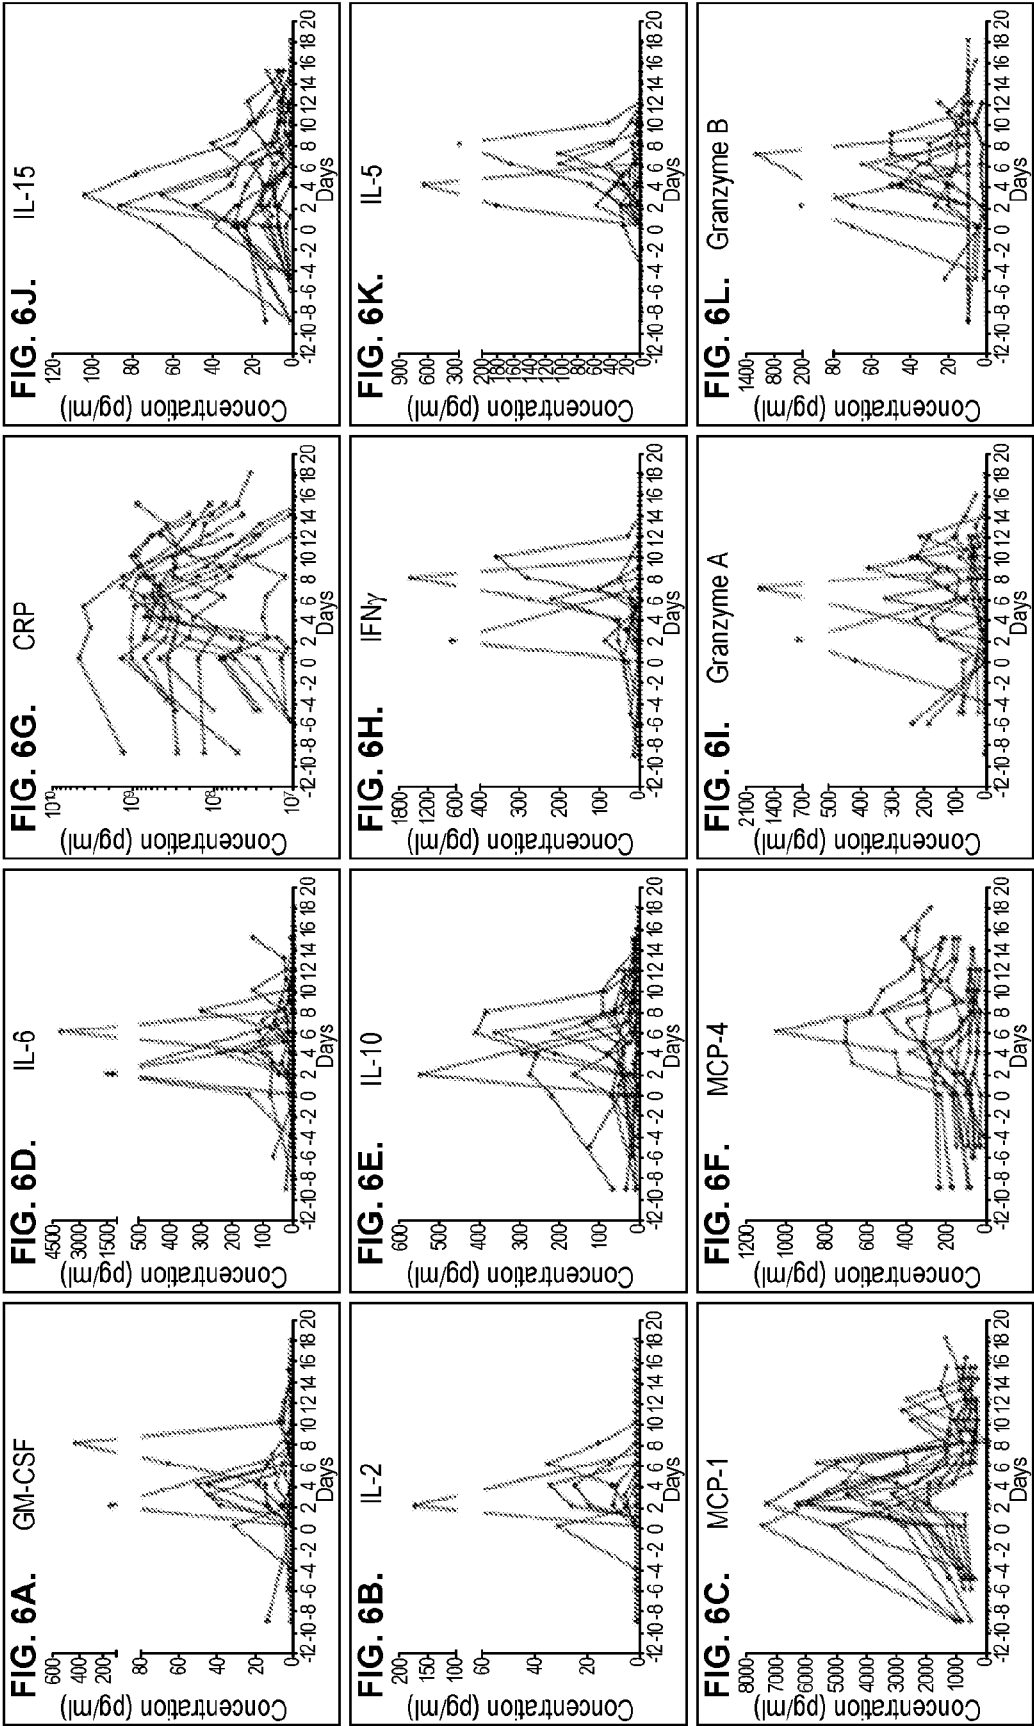 FIG. 6A.
GM-CSF
Concentration (pg/ml)
600
400
200
80
60
40
20
0
-12-10-8 -6 -4 -2 0 2 4 6 8 10 12 14 16 18 20
Days
FIG. 6B.
IL-2
Concentration (pg/ml)
200
150
100
60
40
20
0
-12-10-8 -6 -4 -2 0 2 4 6 8 10 12 14 16 18 20
Days
FIG. 6C.
MCP-1
Concentration (pg/ml)
8000
7000
6000
5000
4000
3000
2000
1000
0
-12-10-8 -6 -4 -2 0 2 4 6 8 10 12 14 16 18 20
Days
FIG. 6D.
IL-6
Concentration (pg/ml)
4500
3000
1500
500
400
300
200
100
0
-12-10-8 -6 -4 -2 0 2 4 6 8 10 12 14 16 18 20
Days
FIG. 6E.
IL-10
Concentration (pg/ml)
600
500
400
300
200
100
0
-12-10-8 -6 -4 -2 0 2 4 6 8 10 12 14 16 18 20
Days
FIG. 6F.
MCP-4
Concentration (pg/ml)
1200
1000
800
600
400
200
0
-12-10-8 -6 -4 -2 0 2 4 6 8 10 12 14 16 18 20
Days
FIG. 6G.
CRP
Concentration (pg/ml)
10¹⁰
10⁹
10⁸
10⁷
-12-10-8 -6 -4 -2 0 2 4 6 8 10 12 14 16 18 20
Days
FIG. 6H.
IFNγ
Concentration (pg/ml)
1800
1200
600
400
300
200
100
0
-12-10-8 -6 -4 -2 0 2 4 6 8 10 12 14 16 18 20
Days
FIG. 6I.
Granzyme A
Concentration (pg/ml)
2100
1400
700
500
400
300
200
100
0
-12-10-8 -6 -4 -2 0 2 4 6 8 10 12 14 16 18 20
Days
FIG. 6J.
IL-15
Concentration (pg/ml)
120
100
80
60
40
20
0
-12-10-8 -6 -4 -2 0 2 4 6 8 10 12 14 16 18 20
Days
FIG. 6K.
IL-5
Concentration (pg/ml)
900
600
300
200
180
160
140
120
100
80
60
40
20
0
-12-10-8 -6 -4 -2 0 2 4 6 8 10 12 14 16 18 20
Days
FIG. 6L.
Granzyme B
Concentration (pg/ml)
1400
800
200
80
60
40
20
0
-12-10-8 -6 -4 -2 0 2 4 6 8 10 12 14 16 18 20
Days